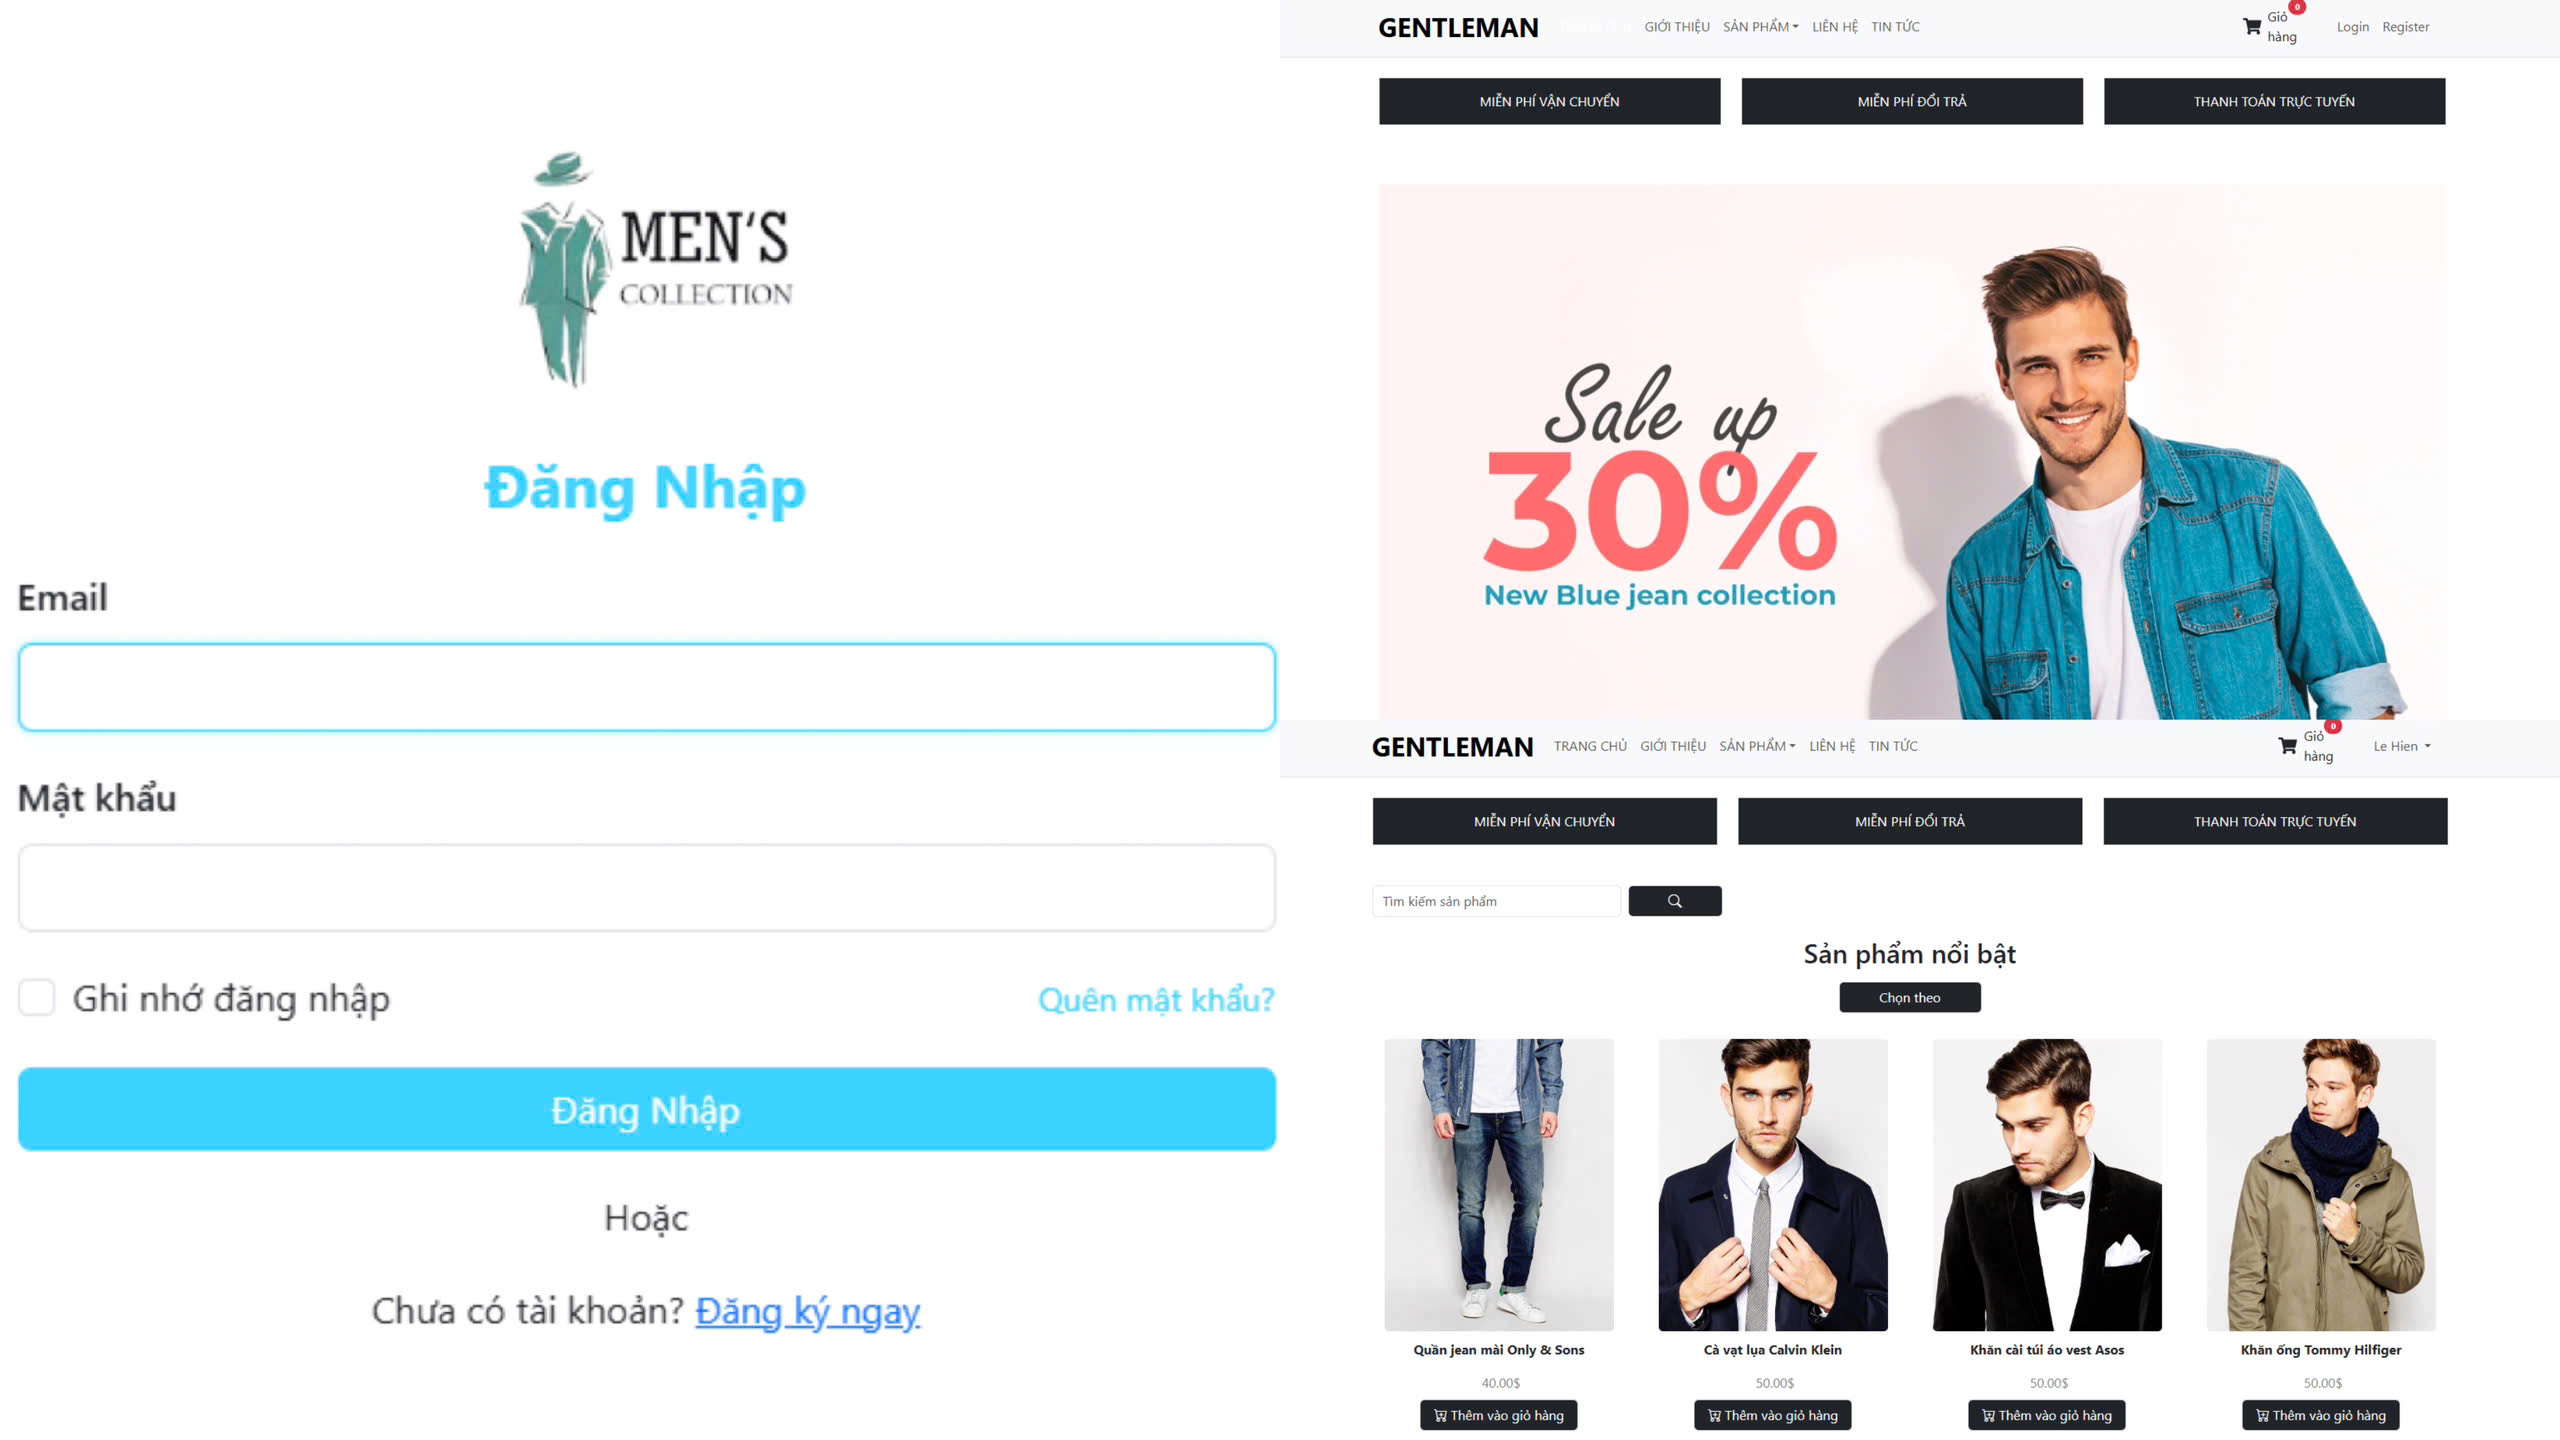 MEN'S
COLLECTION
Đăng Nhập
Email
Mật khẩu
Ghi nhớ đăng nhập
Quên mật khẩu?
Đăng Nhập
Hoặc
Chưa có tài khoản? Đăng ký ngay
GENTLEMAN GIỚI THIỆU SẢN PHẨM LIÊN HỆ TIN TỨC Giỏ hàng 0 Login Register
MIỄN PHÍ VẬN CHUYỂN MIỄN PHÍ ĐỔI TRẢ THANH TOÁN TRỰC TUYẾN
Sale up
30%
New Blue jean collection
GENTLEMAN TRANG CHỦ GIỚI THIỆU SẢN PHẨM LIÊN HỆ TIN TỨC Giỏ hàng 0 Le Hien
MIỄN PHÍ VẬN CHUYỂN MIỄN PHÍ ĐỔI TRẢ THANH TOÁN TRỰC TUYẾN
Tìm kiếm sản phẩm
Sản phẩm nổi bật
Chọn theo
Quần jean mài Only & Sons
40.00$
Thêm vào giỏ hàng
Cà vạt lụa Calvin Klein
50.00$
Thêm vào giỏ hàng
Khăn cài túi áo vest Asos
50.00$
Thêm vào giỏ hàng
Khăn ống Tommy Hilfiger
50.00$
Thêm vào giỏ hàng